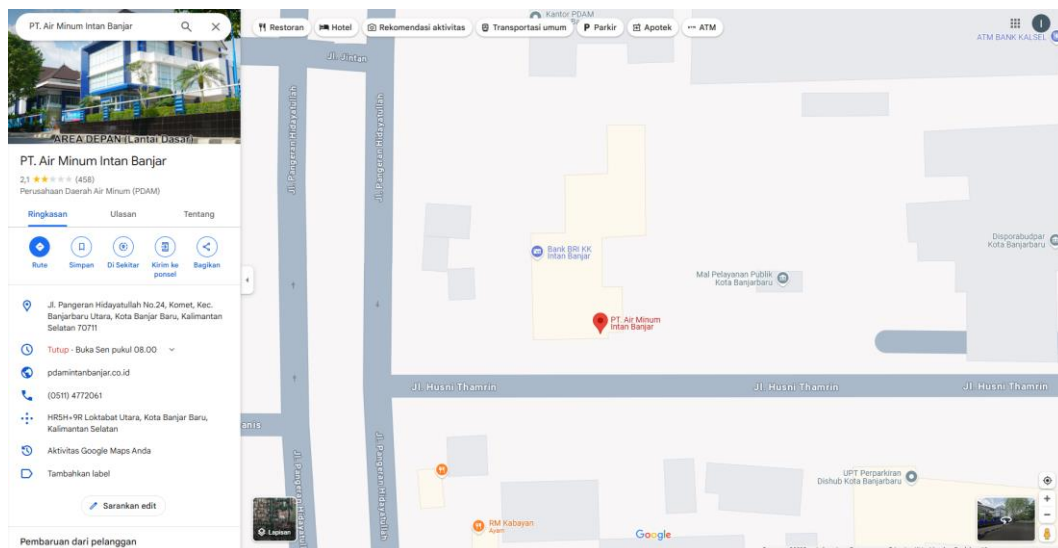 PT. Air Minum Intan Banjar
AREA DEPAN (Lantai Dasar)
PT. Air Minum Intan Banjar
2,1 (458)
Perusahaan Daerah Air Minum (PDAM)
Ringkasan
Ulasan
Tentang
Rute
Simpan
Di Sekitar
Kirim ke
ponsel
Bagikan
Jl. Pangeran Hidayatullah No.24, Komet, Kec.
Banjarbaru Utara, Kota Banjar Baru, Kalimantan
Selatan 70711
Tutup · Buka Sen pukul 08.00
pdamintanbanjar.co.id
(0511) 4772061
HR5H+9R Loktabat Utara, Kota Banjar Baru,
Kalimantan Selatan
Aktivitas Google Maps Anda
Tambahkan label
Sarankan edit
Pembaruan dari pelanggan
Restoran
Hotel
Rekomendasi aktivitas
Transportasi umum
P Parkir
Apotek
ATM
I
Kantor PDAM
ATM BANK KALSEL
Jl. Jintan
Jl. Pangeran Hidayatullah
Jl. Pangeran Hidayatullah
Bank BRI KK
Intan Banjar
Mal Pelayanan Publik
Kota Banjarbaru
Disporabudpar
Kota Banjarbaru
PT. Air Minum
Intan Banjar
Jl. Husni Thamrin
Jl. Husni Thamrin
Jl. Husni Thamrin
anis
Jl. Pangeran Hidayatullah
Jl. Pangeran Hidayatullah
UPT Perparkiran
Dishub Kota Banjarbaru
RM Kabayan
Ayam
Lapisan
Google